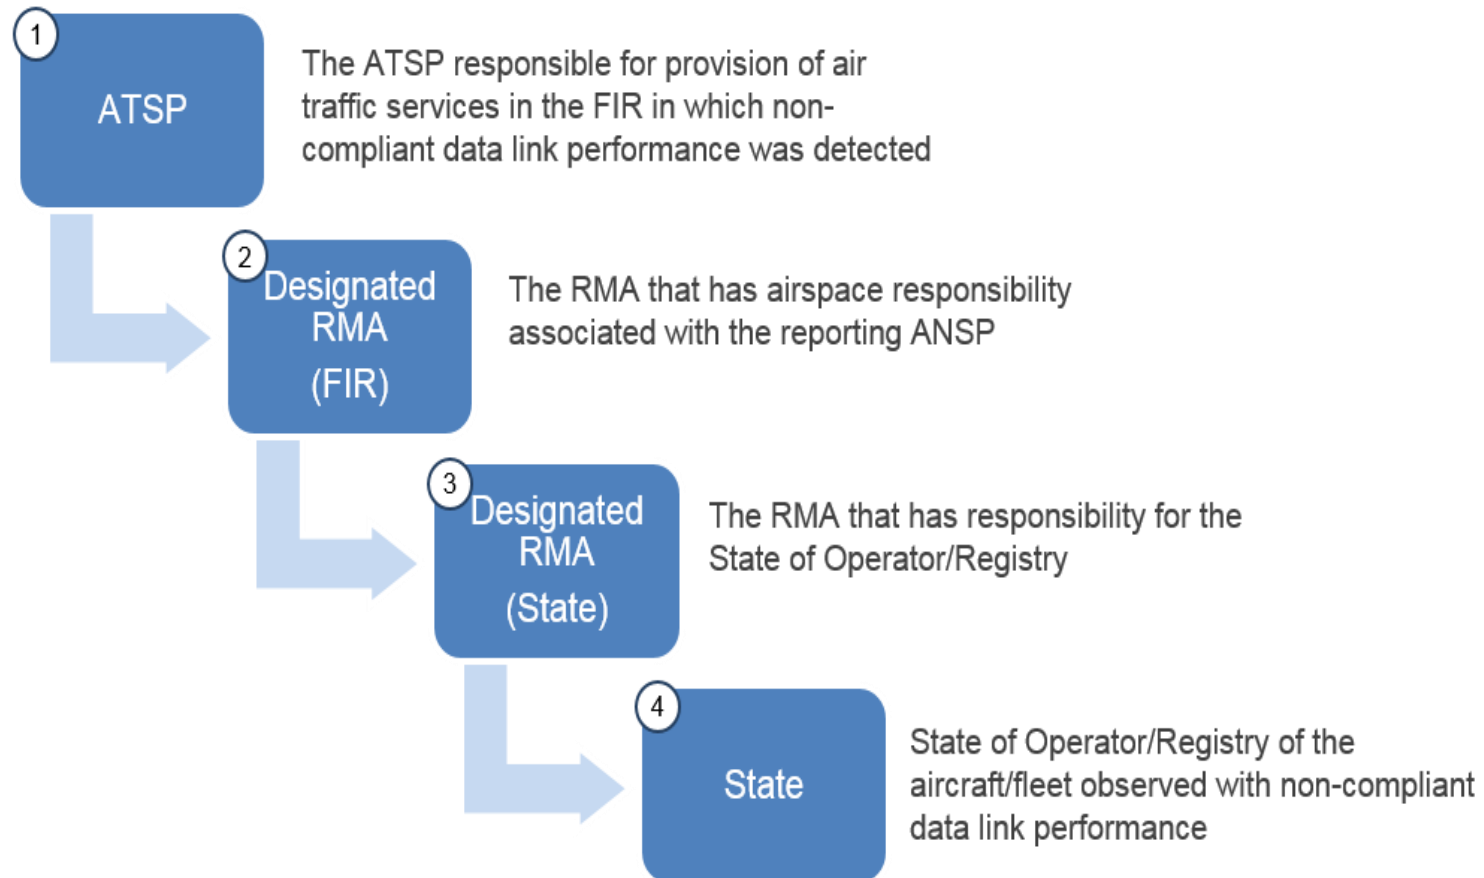 1
ATSP
The ATSP responsible for provision of air
traffic services in the FIR in which non-
compliant data link performance was detected
2
Designated
RMA
(FIR)
The RMA that has airspace responsibility
associated with the reporting ANSP
3
Designated
RMA
(State)
The RMA that has responsibility for the
State of Operator/Registry
4
State
State of Operator/Registry of the
aircraft/fleet observed with non-compliant
data link performance